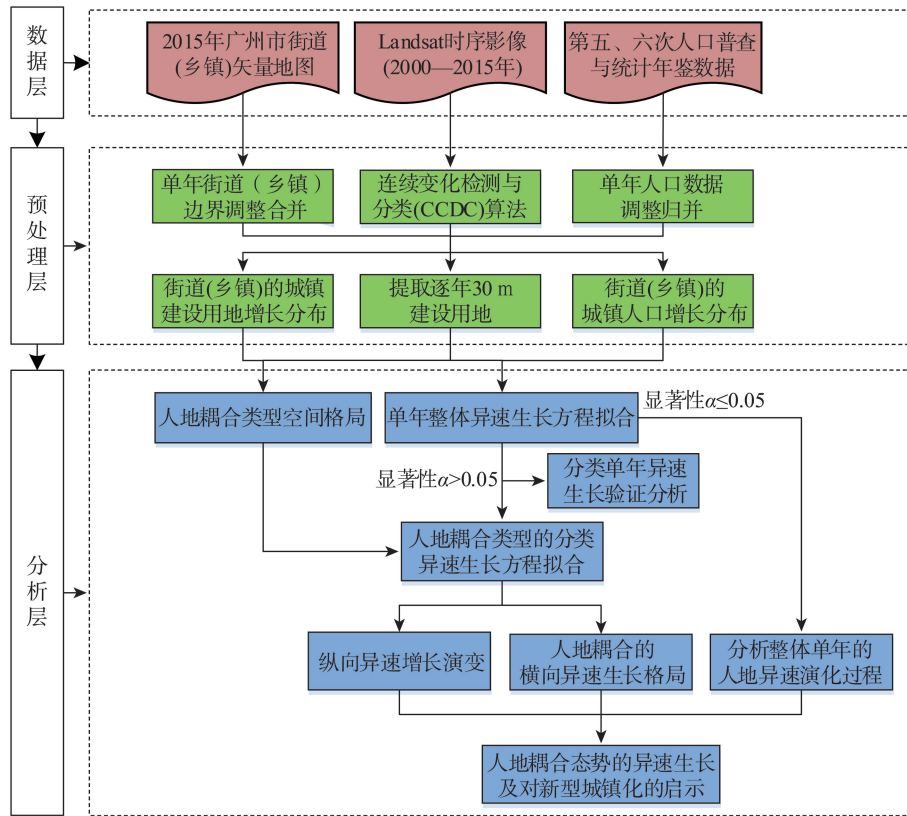 数据层
2015年广州市街道
(乡镇)矢量地图
Landsat时序影像
(2000—2015年)
第五、六次人口普查
与统计年鉴数据
预处理层
单年街道（乡镇）
边界调整合并
连续变化检测与
分类(CCDC)算法
单年人口数据
调整归并
街道(乡镇)的城镇
建设用地增长分布
提取逐年30 m
建设用地
街道(乡镇)的
城镇人口增长分布
分析层
人地耦合类型空间格局
单年整体异速生长方程拟合
显著性α≤0.05
显著性α>0.05
分类单年异速
生长验证分析
人地耦合类型的分类
异速生长方程拟合
纵向异速增长演变
人地耦合的
横向异速生长格局
分析整体单年的
人地异速演化过程
人地耦合态势的异速生长
及对新型城镇化的启示